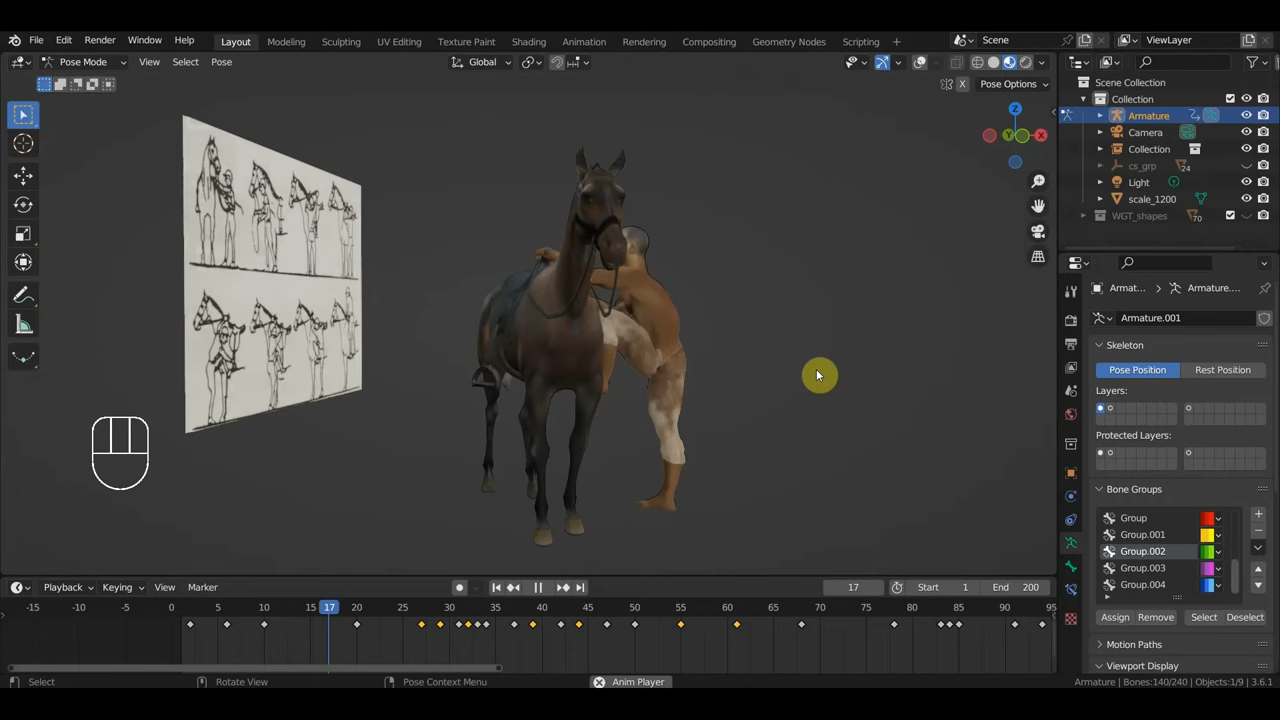 File Edit Render Window Help Layout Modeling Sculpting UV Editing Texture Paint Shading Animation Rendering Compositing Geometry Nodes Scripting + Scene ViewLayer
Pose Mode View Select Pose Global
X Pose Options
Scene Collection
Collection
Armature
Camera
Collection
cs_grp 24
Light
scale_1200
WGT_shapes 70
Z
Y X
Armat... > Armature....
Armature.001
Skeleton
Pose Position Rest Position
Layers:
Protected Layers:
Bone Groups
Group
Group.001
Group.002
Group.003
Group.004
Assign Remove Select Deselect
Motion Paths
Viewport Display
Playback Keying View Marker 17 Start 1 End 200
-15 -10 -5 0 5 10 15 17 20 25 30 35 40 45 50 55 60 65 70 75 80 85 90 95
Select Rotate View Pose Context Menu Anim Player Armature | Bones:140/240 | Objects:1/9 | 3.6.1